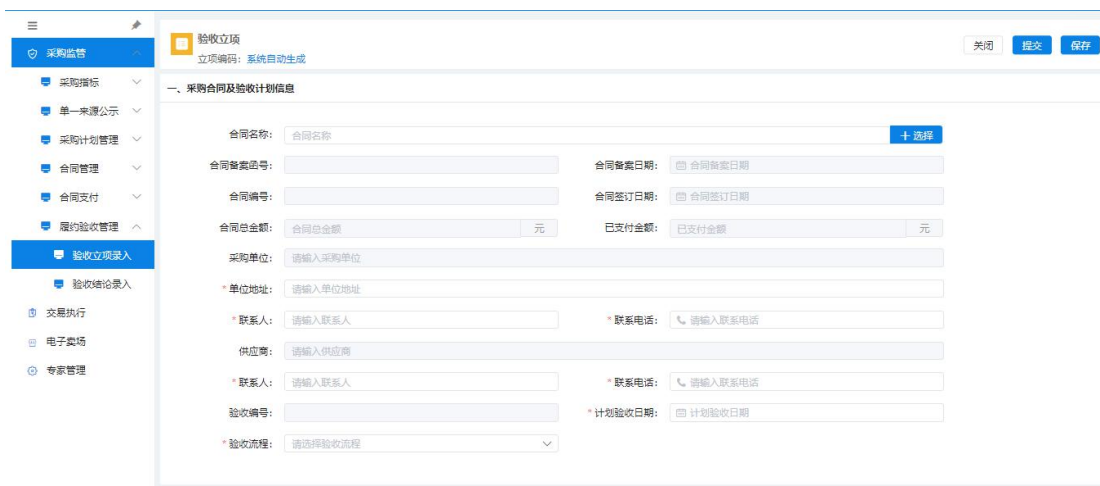 采购监管
采购指标
单一来源公示
采购计划管理
合同管理
合同支付
履约验收管理
验收立项录入
验收结论录入
交易执行
电子卖场
专家管理
验收立项
立项编码: 系统自动生成
关闭 提交 保存
一、采购合同及验收计划信息
合同名称: 合同名称 + 选择
合同备案函号: 合同备案日期: 合同备案日期
合同编号: 合同签订日期: 合同签订日期
合同总金额: 合同总金额 元 已支付金额: 已支付金额 元
采购单位: 请输入采购单位
*单位地址: 请输入单位地址
*联系人: 请输入联系人 *联系电话: 请输入联系电话
供应商: 请输入供应商
*联系人: 请输入联系人 *联系电话: 请输入联系电话
验收编号: *计划验收日期: 计划验收日期
*验收流程: 请选择验收流程